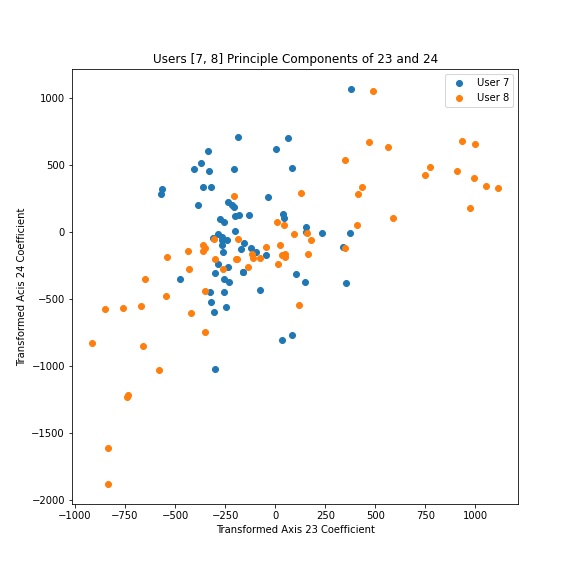 Users [7, 8] Principle Components of 23 and 24
User 7
User 8
Transformed Acis 24 Coefficient
1000
500
0
−500
−1000
−1500
−2000
−1000 −750 −500 −250 0 250 500 750 1000
Transformed Axis 23 Coefficient